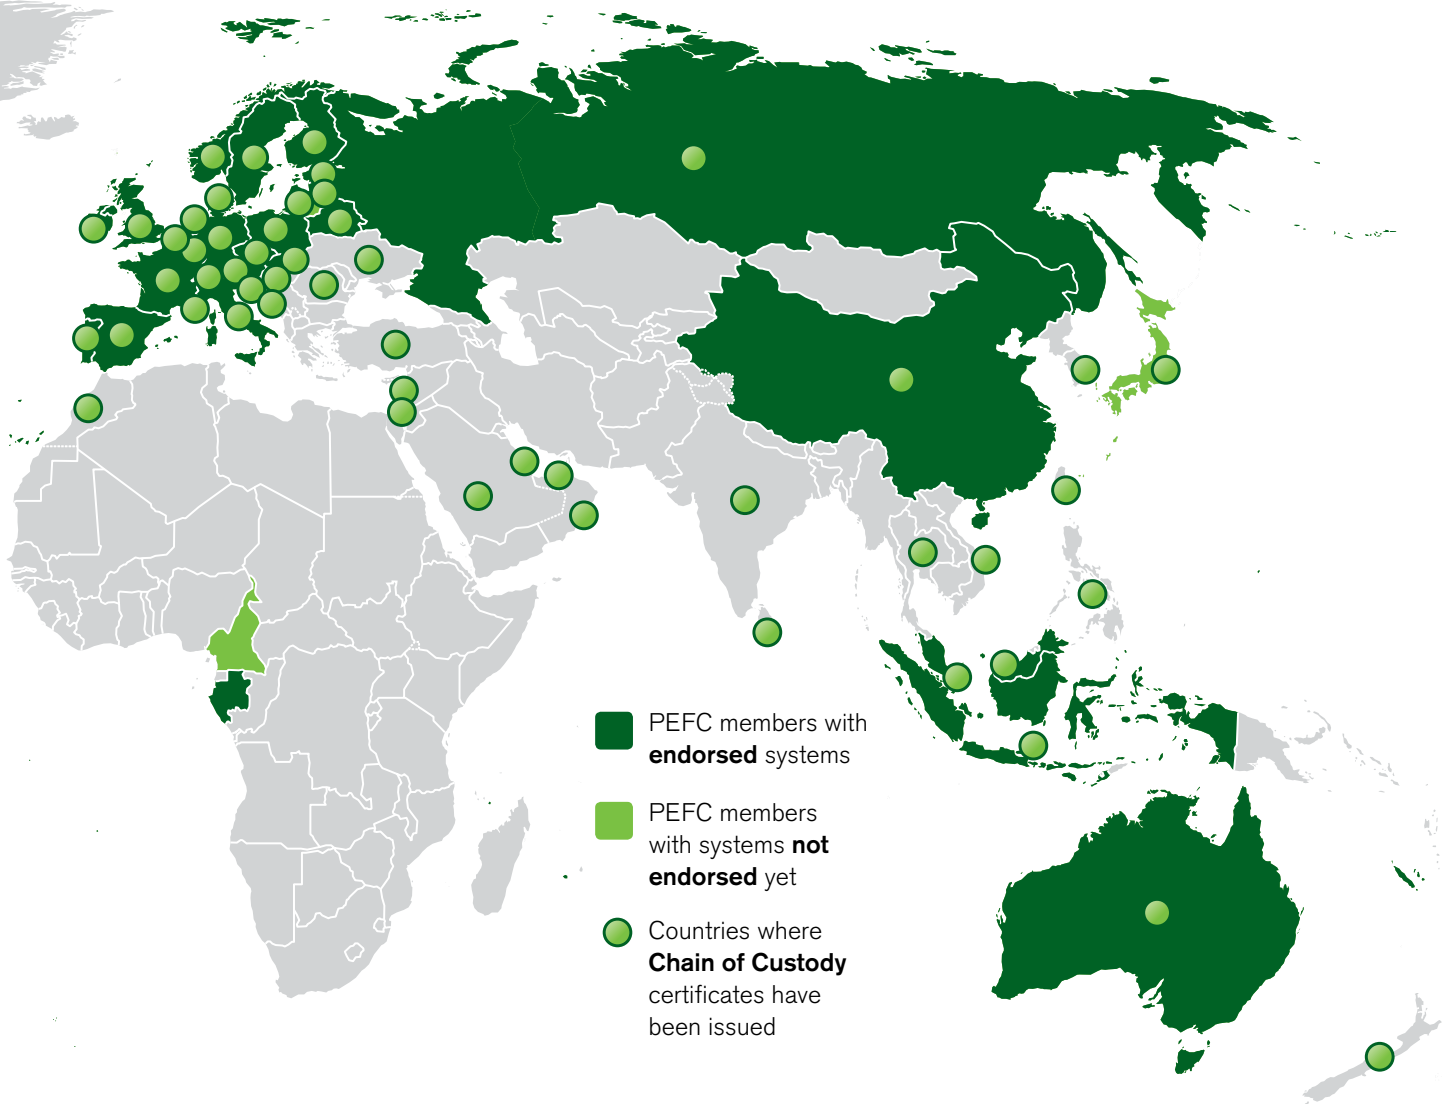 PEFC members with
endorsed systems
PEFC members
with systems not
endorsed yet
Countries where
Chain of Custody
certificates have
been issued